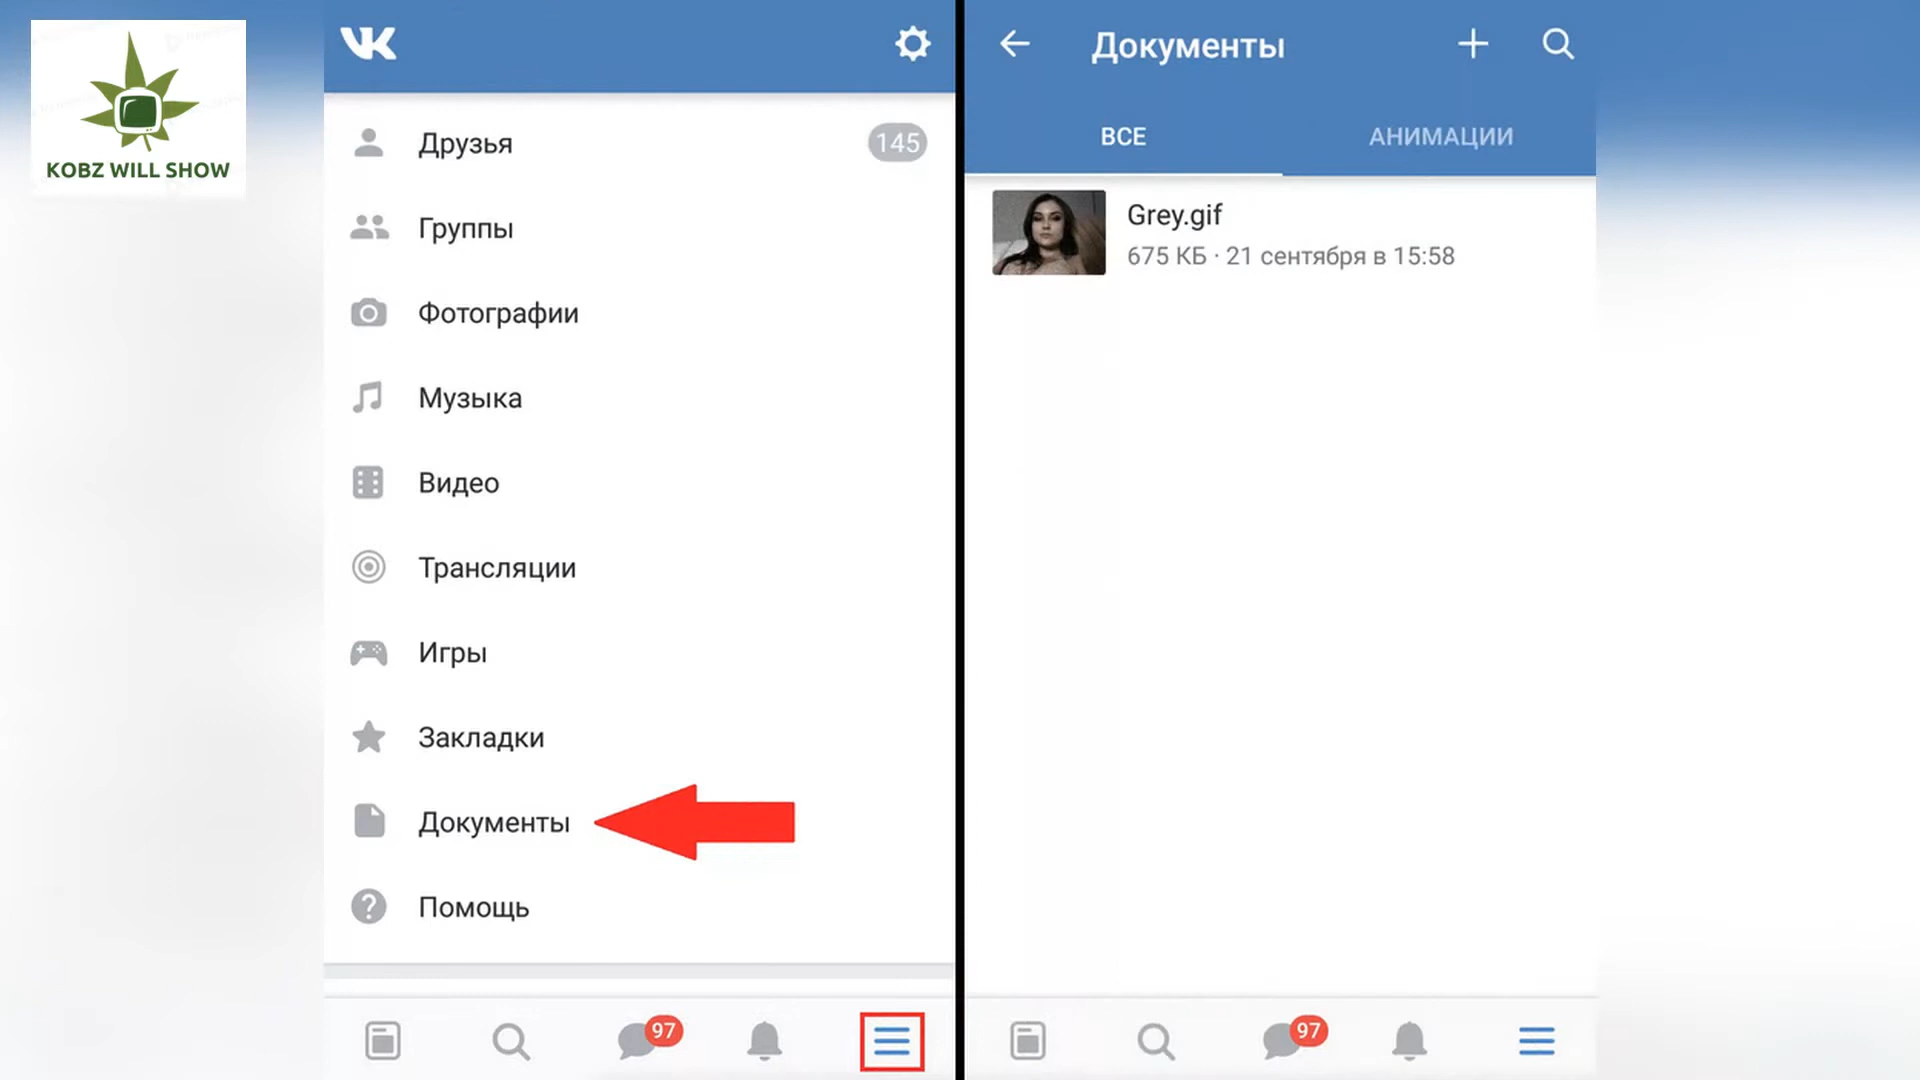 KOBZ WILL SHOW
Друзья
145
Группы
Фотографии
Музыка
Видео
Трансляции
Игры
Закладки
Документы
Помощь
97
Документы
ВСЕ
АНИМАЦИИ
Grey.gif
675 КБ · 21 сентября в 15:58
97